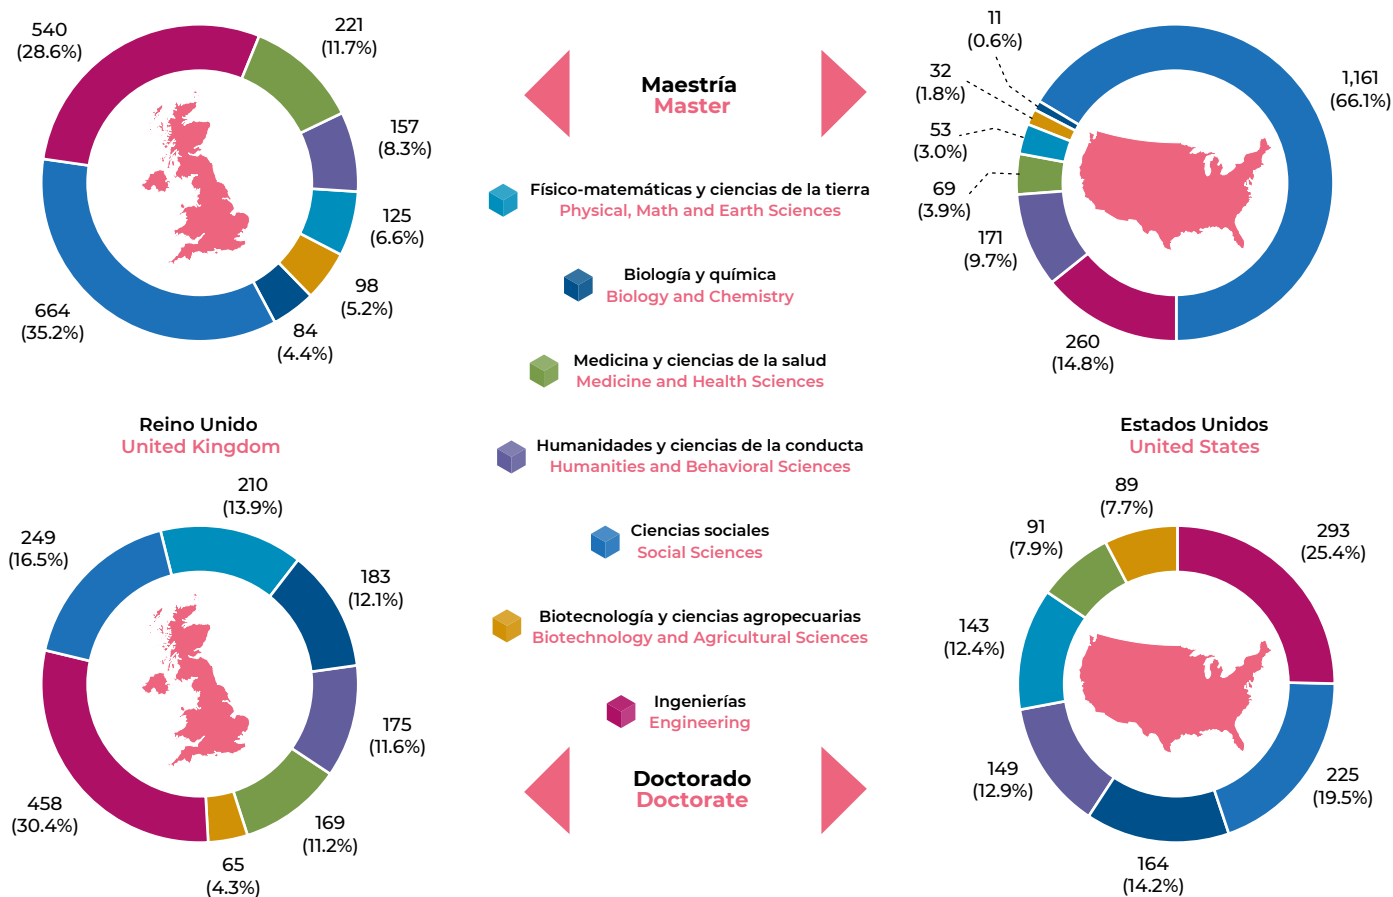 540
(28.6%)
221
(11.7%)
157
(8.3%)
125
(6.6%)
98
(5.2%)
84
(4.4%)
664
(35.2%)
Reino Unido
United Kingdom
210
(13.9%)
249
(16.5%)
183
(12.1%)
175
(11.6%)
169
(11.2%)
65
(4.3%)
458
(30.4%)
Maestría
Master
Físico-matemáticas y ciencias de la tierra
Physical, Math and Earth Sciences
Biología y química
Biology and Chemistry
Medicina y ciencias de la salud
Medicine and Health Sciences
Humanidades y ciencias de la conducta
Humanities and Behavioral Sciences
Ciencias sociales
Social Sciences
Biotecnología y ciencias agropecuarias
Biotechnology and Agricultural Sciences
Ingenierías
Engineering
Doctorado
Doctorate
11
(0.6%)
32
(1.8%)
53
(3.0%)
69
(3.9%)
171
(9.7%)
260
(14.8%)
1,161
(66.1%)
Estados Unidos
United States
89
(7.7%)
91
(7.9%)
293
(25.4%)
143
(12.4%)
149
(12.9%)
225
(19.5%)
164
(14.2%)